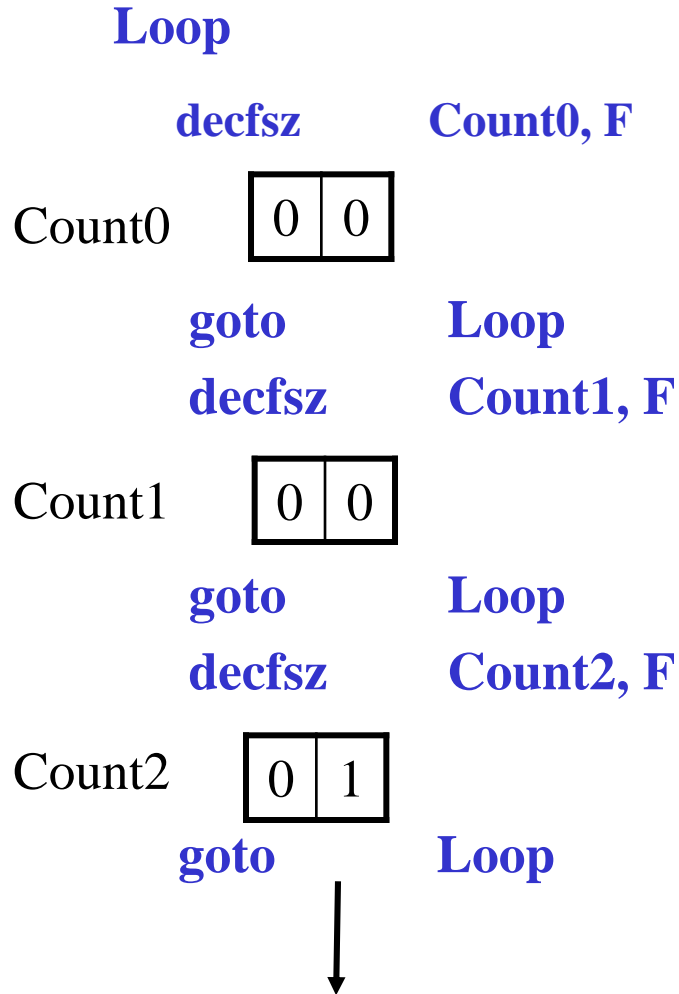 Loop
decfsz Count0, F
Count0 0 0
goto Loop
decfsz Count1, F
Count1 0 0
goto Loop
decfsz Count2, F
Count2 0 1
goto Loop